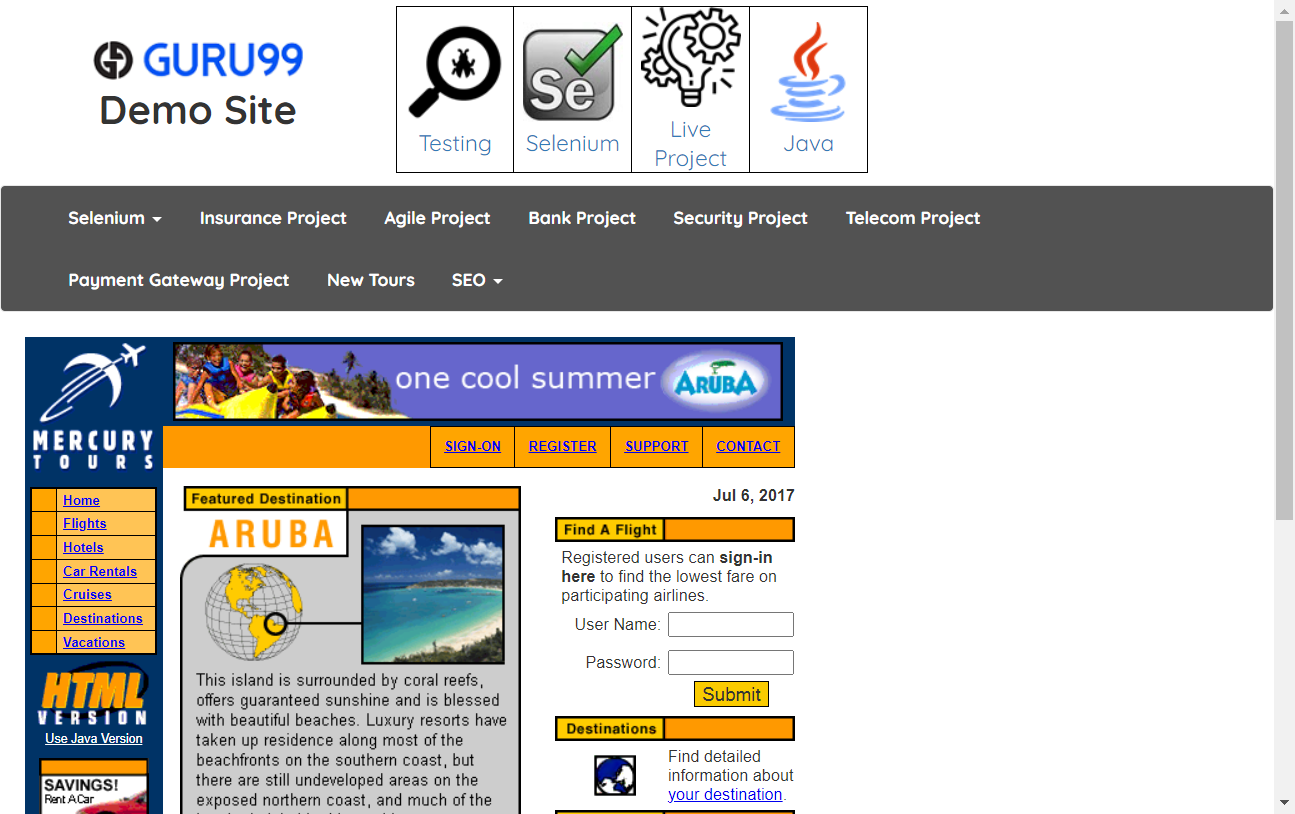 GURU99
Demo Site
Testing
Selenium
Live
Project
Java
Selenium
Insurance Project
Agile Project
Bank Project
Security Project
Telecom Project
Payment Gateway Project
New Tours
SEO
MERCURY
TOURS
one cool summer
ARUBA
SIGN-ON
REGISTER
SUPPORT
CONTACT
Home
Flights
Hotels
Car Rentals
Cruises
Destinations
Vacations
HTML
VERSION
Use Java Version
SAVINGS!
Rent A Car
Featured Destination
ARUBA
This island is surrounded by coral reefs,
offers guaranteed sunshine and is blessed
with beautiful beaches. Luxury resorts have
taken up residence along most of the
beachfronts on the southern coast, but
there are still undeveloped areas on the
exposed northern coast, and much of the
Jul 6, 2017
Find A Flight
Registered users can sign-in
here to find the lowest fare on
participating airlines.
User Name:
Password:
Submit
Destinations
Find detailed
information about
your destination.